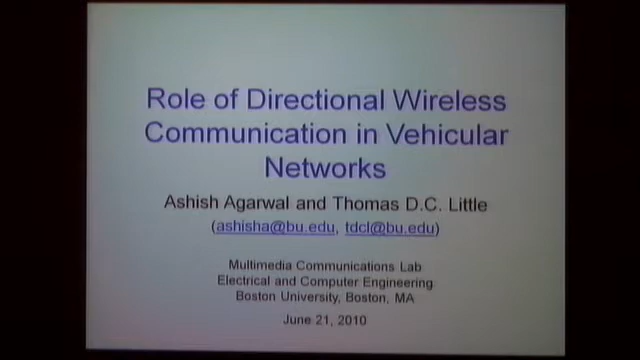 Role of Directional Wireless
Communication in Vehicular
Networks
Ashish Agarwal and Thomas D.C. Little
(ashisha@bu.edu, tdcl@bu.edu)
Multimedia Communications Lab
Electrical and Computer Engineering
Boston University, Boston, MA
June 21, 2010